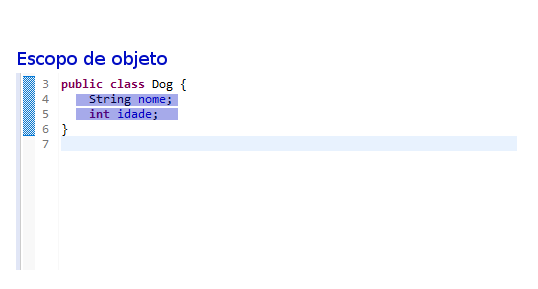 Escopo de objeto
3 public class Dog {
4 String nome;
5 int idade;
6 }
7